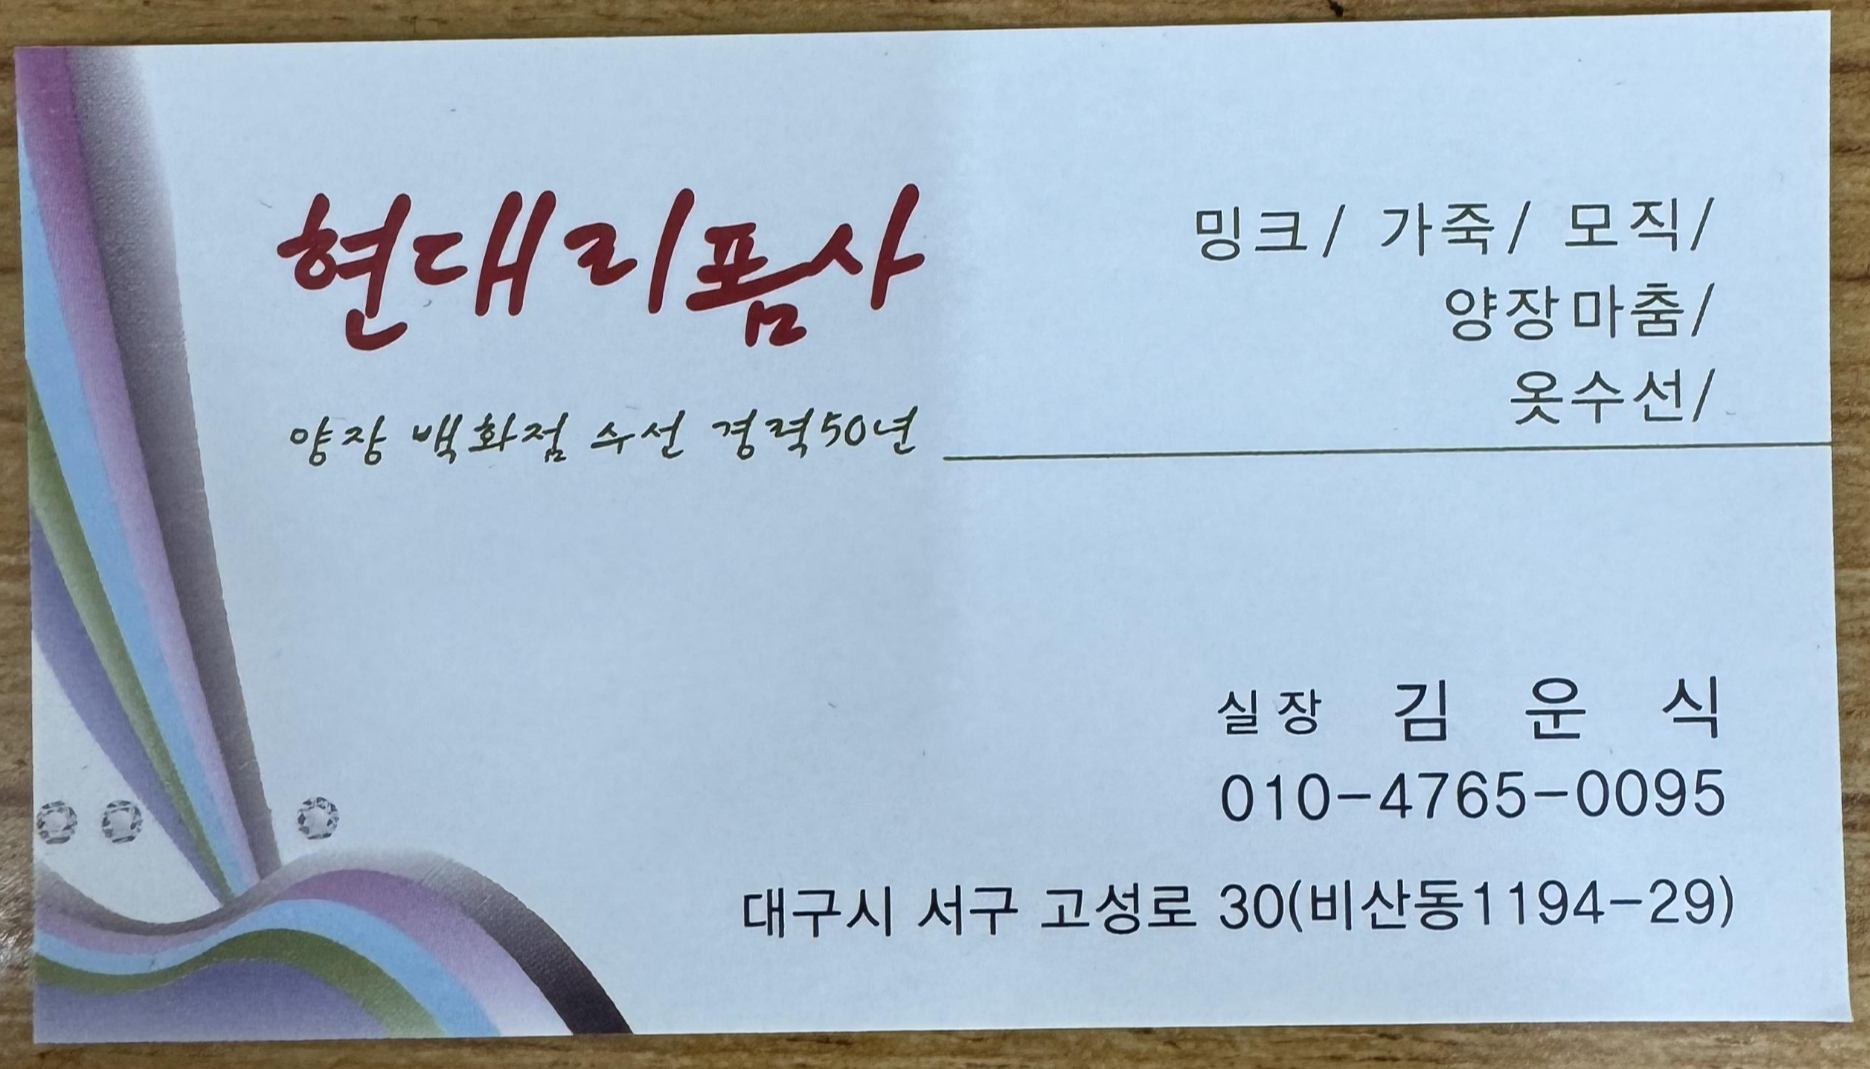 현대리폼사
양장 백화점 수선 경력50년
밍크/ 가죽/ 모직/
양장마춤/
옷수선/
실장 김 운 식
010-4765-0095
대구시 서구 고성로 30(비산동1194-29)